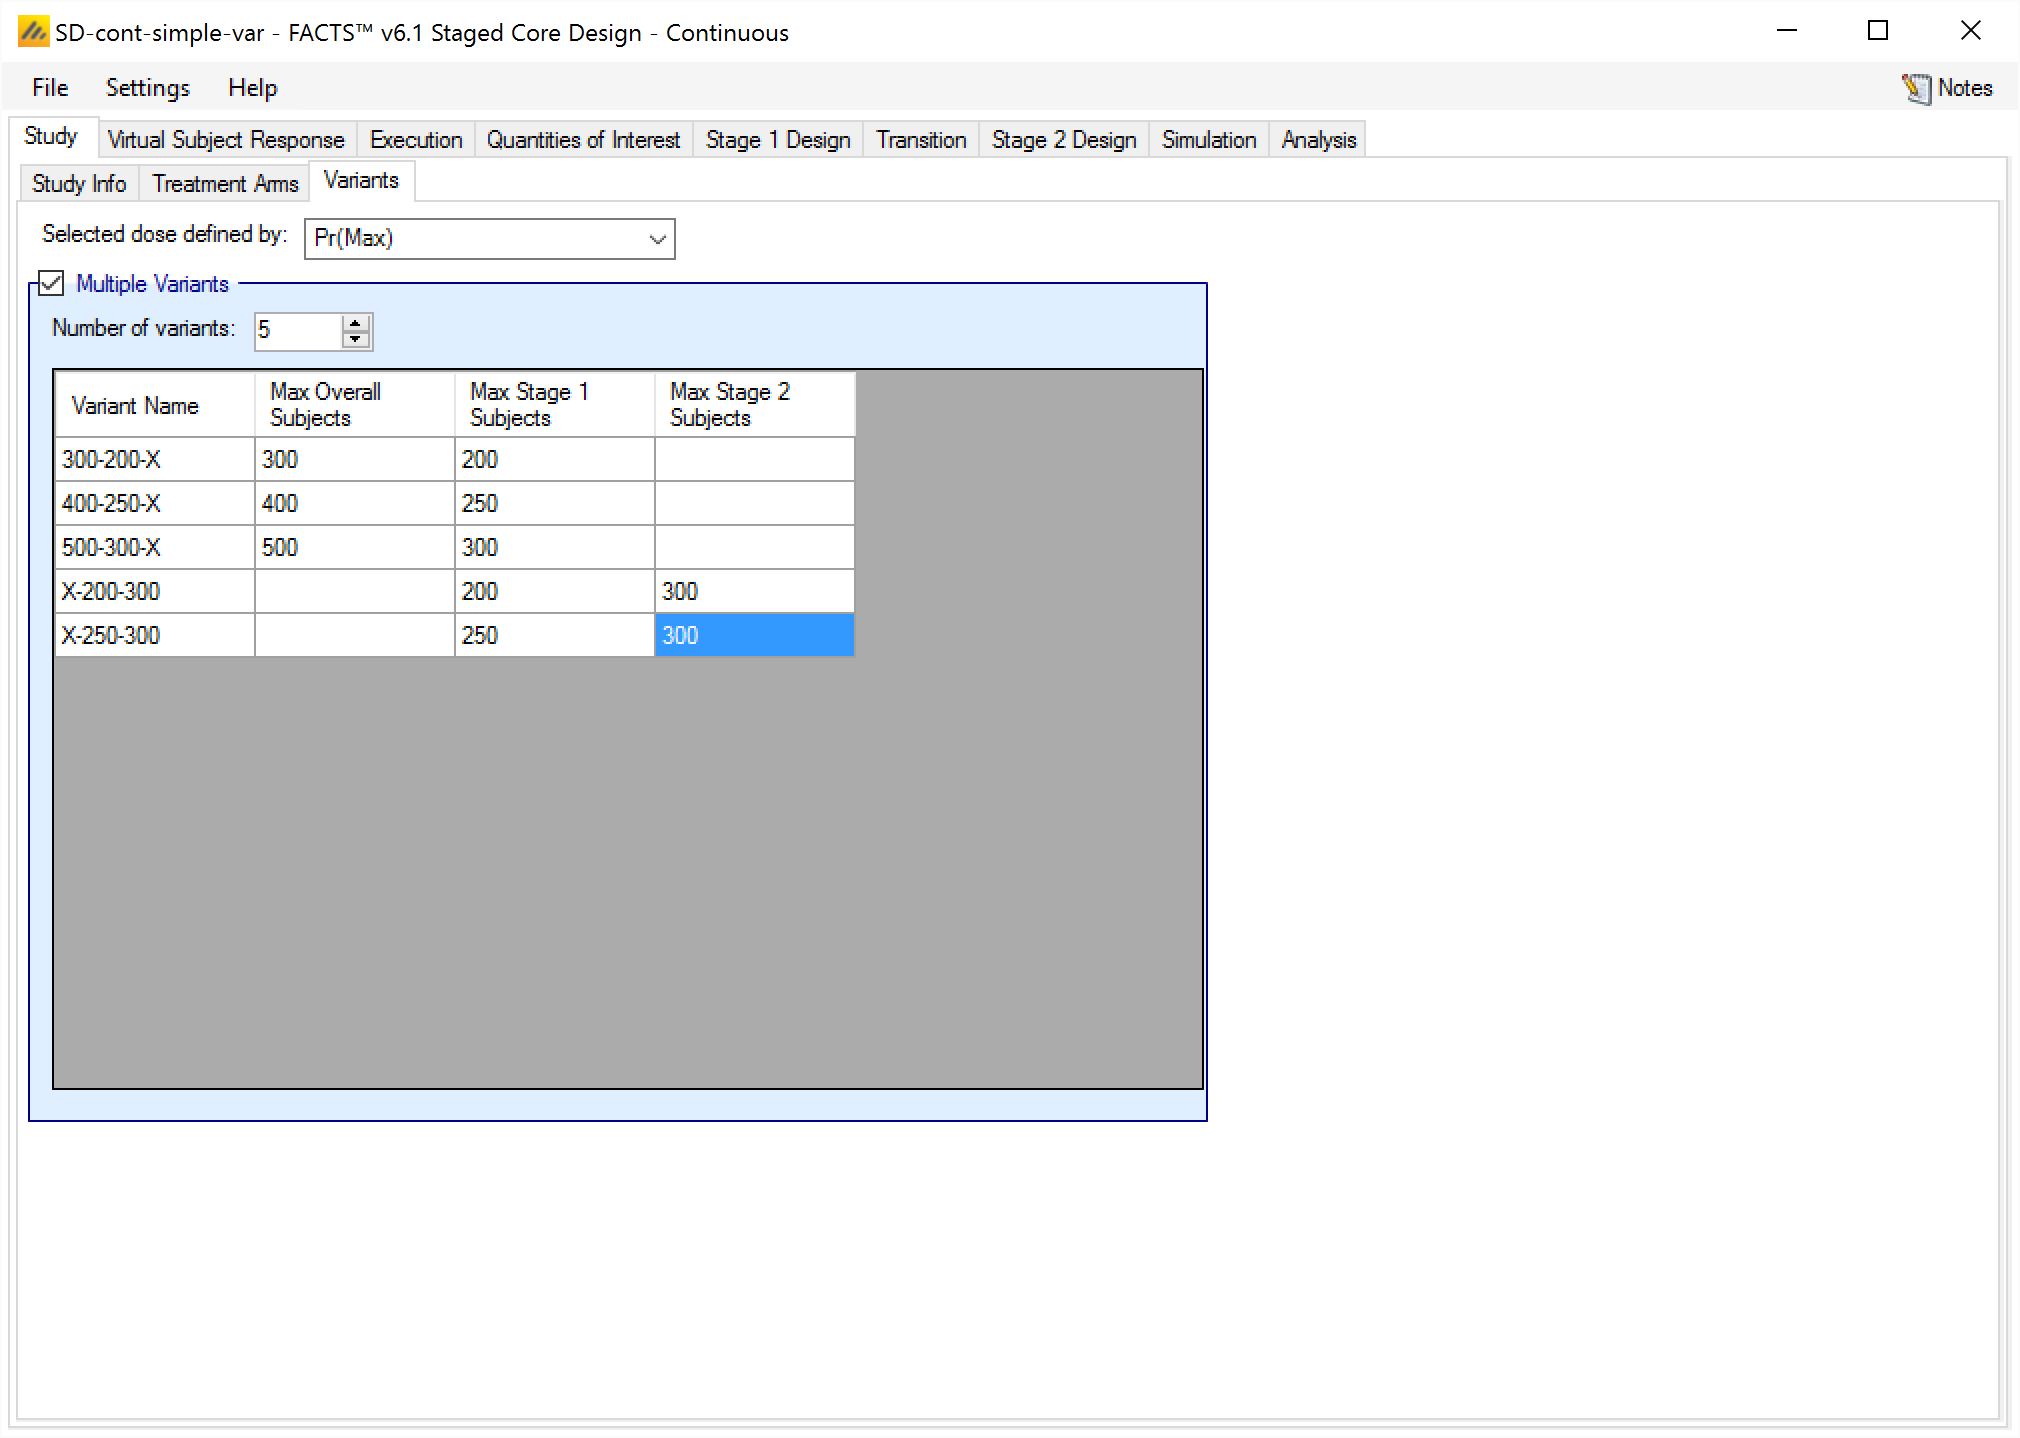 SD-cont-simple-var - FACTS™ v6.1 Staged Core Design - Continuous
File Settings Help Notes
Study Virtual Subject Response Execution Quantities of Interest Stage 1 Design Transition Stage 2 Design Simulation Analysis
Study Info Treatment Arms Variants
Selected dose defined by: Pr(Max)
Multiple Variants
Number of variants: 5
Variant Name Max Overall Subjects Max Stage 1 Subjects Max Stage 2 Subjects
300-200-X 300 200
400-250-X 400 250
500-300-X 500 300
X-200-300 200 300
X-250-300 250 300